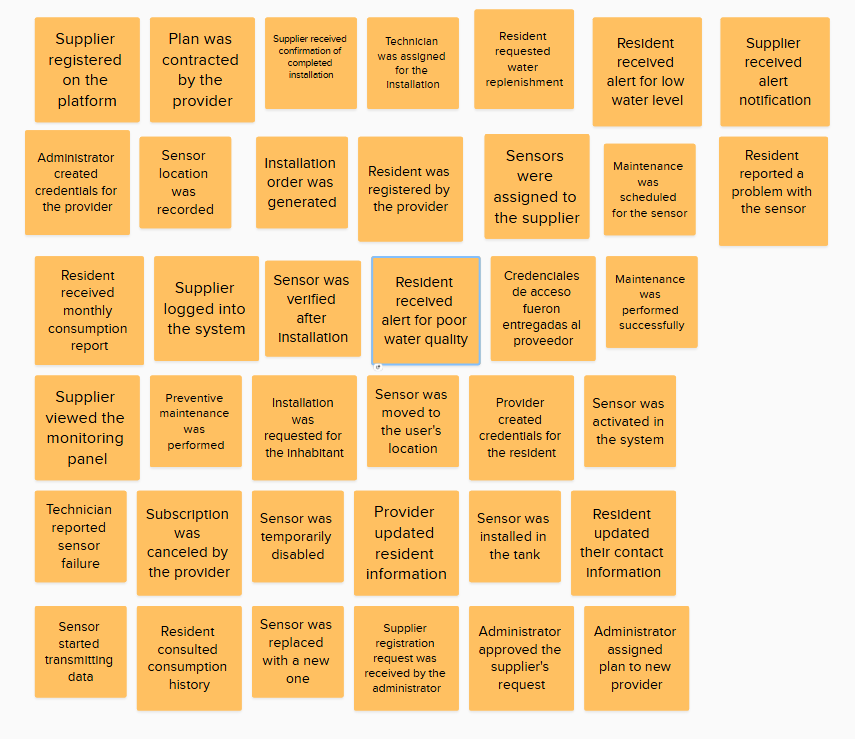 Supplier
registered
on the
platform
Plan was
contracted
by the
provider
Supplier received
confirmation of
completed
installation
Technician
was assigned
for the
installation
Resident
requested
water
replenishment
Resident
received
alert for low
water level
Supplier
received
alert
notification
Administrator
created
credentials for
the provider
Sensor
location
was
recorded
Installation
order was
generated
Resident was
registered by
the provider
Sensors
were
assigned to
the supplier
Maintenance
was
scheduled
for the sensor
Resident
reported a
problem with
the sensor
Resident
received
monthly
consumption
report
Supplier
logged into
the system
Sensor was
verified
after
installation
Resident
received
alert for poor
water quality
Credenciales
de acceso
fueron
entregadas al
proveedor
Maintenance
was
performed
successfully
Supplier
viewed the
monitoring
panel
Preventive
maintenance
was
performed
Installation
was
requested for
the inhabitant
Sensor was
moved to
the user's
location
Provider
created
credentials for
the resident
Sensor was
activated in
the system
Technician
reported
sensor
failure
Subscription
was
canceled by
the provider
Sensor was
temporarily
disabled
Provider
updated
resident
information
Sensor was
installed in
the tank
Resident
updated
their contact
information
Sensor
started
transmitting
data
Resident
consulted
consumption
history
Sensor was
replaced
with a new
one
Supplier
registration
request was
received by the
administrator
Administrator
approved the
supplier's
request
Administrator
assigned
plan to new
provider